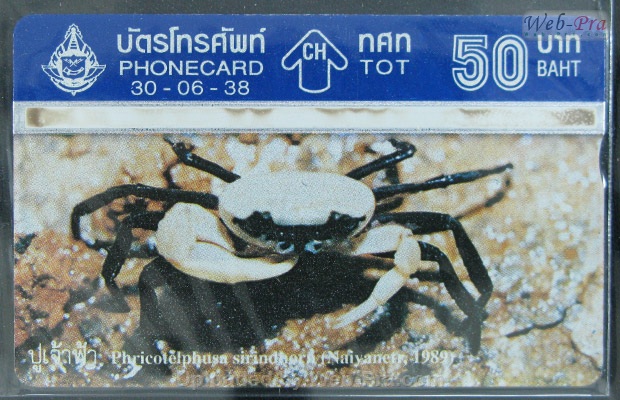 Web-Pra
บัตรโทรศัพท์ CH ทศท 50 บาท
PHONECARD TOT BAHT
30-06-38
ปูเจ้าฟ้า Phricotelphusa sirindhorn (Naiyanetr, 1989)